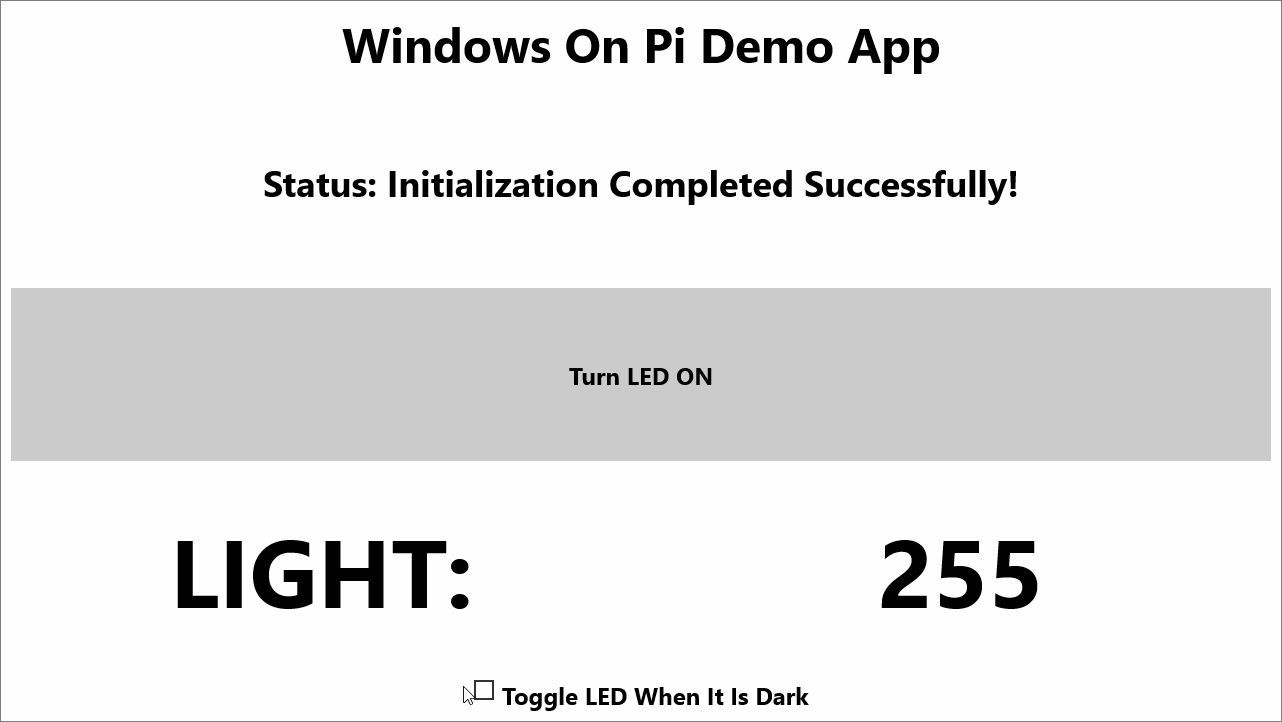 Windows On Pi Demo App
Status: Initialization Completed Successfully!
Turn LED ON
LIGHT: 255
Toggle LED When It Is Dark